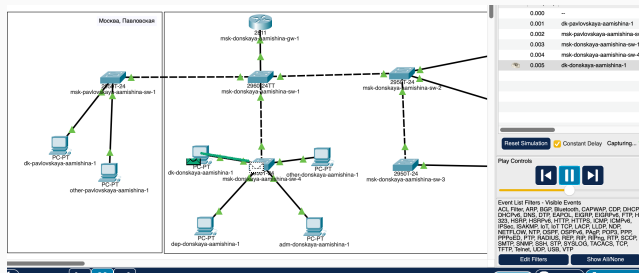 Москва, Павловская
2811
msk-donskaya-aamishina-gw-1
2950-24
msk-pavlovskaya-aamishina-sw-1
2960-24TT
msk-donskaya-aamishina-sw-1
msk-donskaya-aamishina-sw-2
PC-PT
dk-pavlovskaya-aamishina-1
PC-PT
other-pavlovskaya-aamishina-1
dk-donskaya-aamishina-1
msk-donskaya-aamishina-sw-4
PC-PT
other-donskaya-aamishina-1
msk-donskaya-aamishina-sw-3
PC-PT
dep-donskaya-aamishina-1
PC-PT
adm-donskaya-aamishina-1
0.000 --
0.001 dk-pavlovskaya-aamishina-1
0.002 msk-pavlovskaya-aamishina-sw
0.003 msk-donskaya-aamishina-sw-1
0.004 msk-donskaya-aamishina-sw-4
0.005 dk-donskaya-aamishina-1
Reset Simulation Constant Delay Capturing...
Play Controls
Event List Filters - Visible Events
ACL Filter, ARP, BGP, Bluetooth, CAPWAP, CDP, DHCP
DHCPv6, DNS, DTP, EAPOL, EIGRP, EIGRPv6, FTP, H
323, HSRP, HSRPv6, HTTP, HTTPS, ICMP, ICMPv6,
IPSec, ISAKMP, IoT, IoT TCP, LACP, LLDP, NDP,
NETFLOW, NTP, OSPF, OSPFv6, PAgP, POP3, PPP,
PPPoED, PTP, RADIUS, REP, RIP, RIPng, RTP, SCCP,
SMTP, SNMP, SSH, STP, SYSLOG, TACACS, TCP,
TFTP, Telnet, UDP, USB, VTP
Edit Filters Show All/None